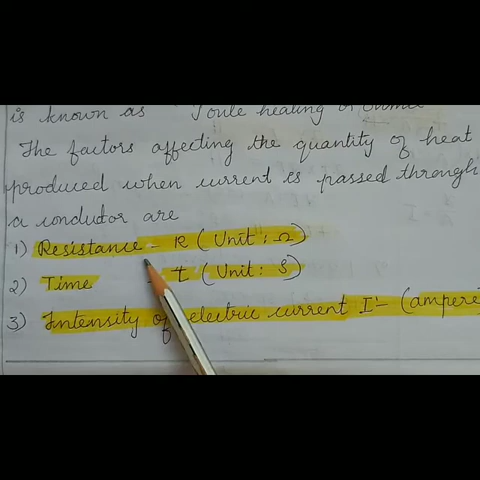 is known as " Joule heating or
The factors affecting the quantity of heat
produced when current is passed through
a condutor are
1) Resistance - R (Unit: Ω)
2) Time - t (Unit: S)
3) Intensity of electric current I - (ampere